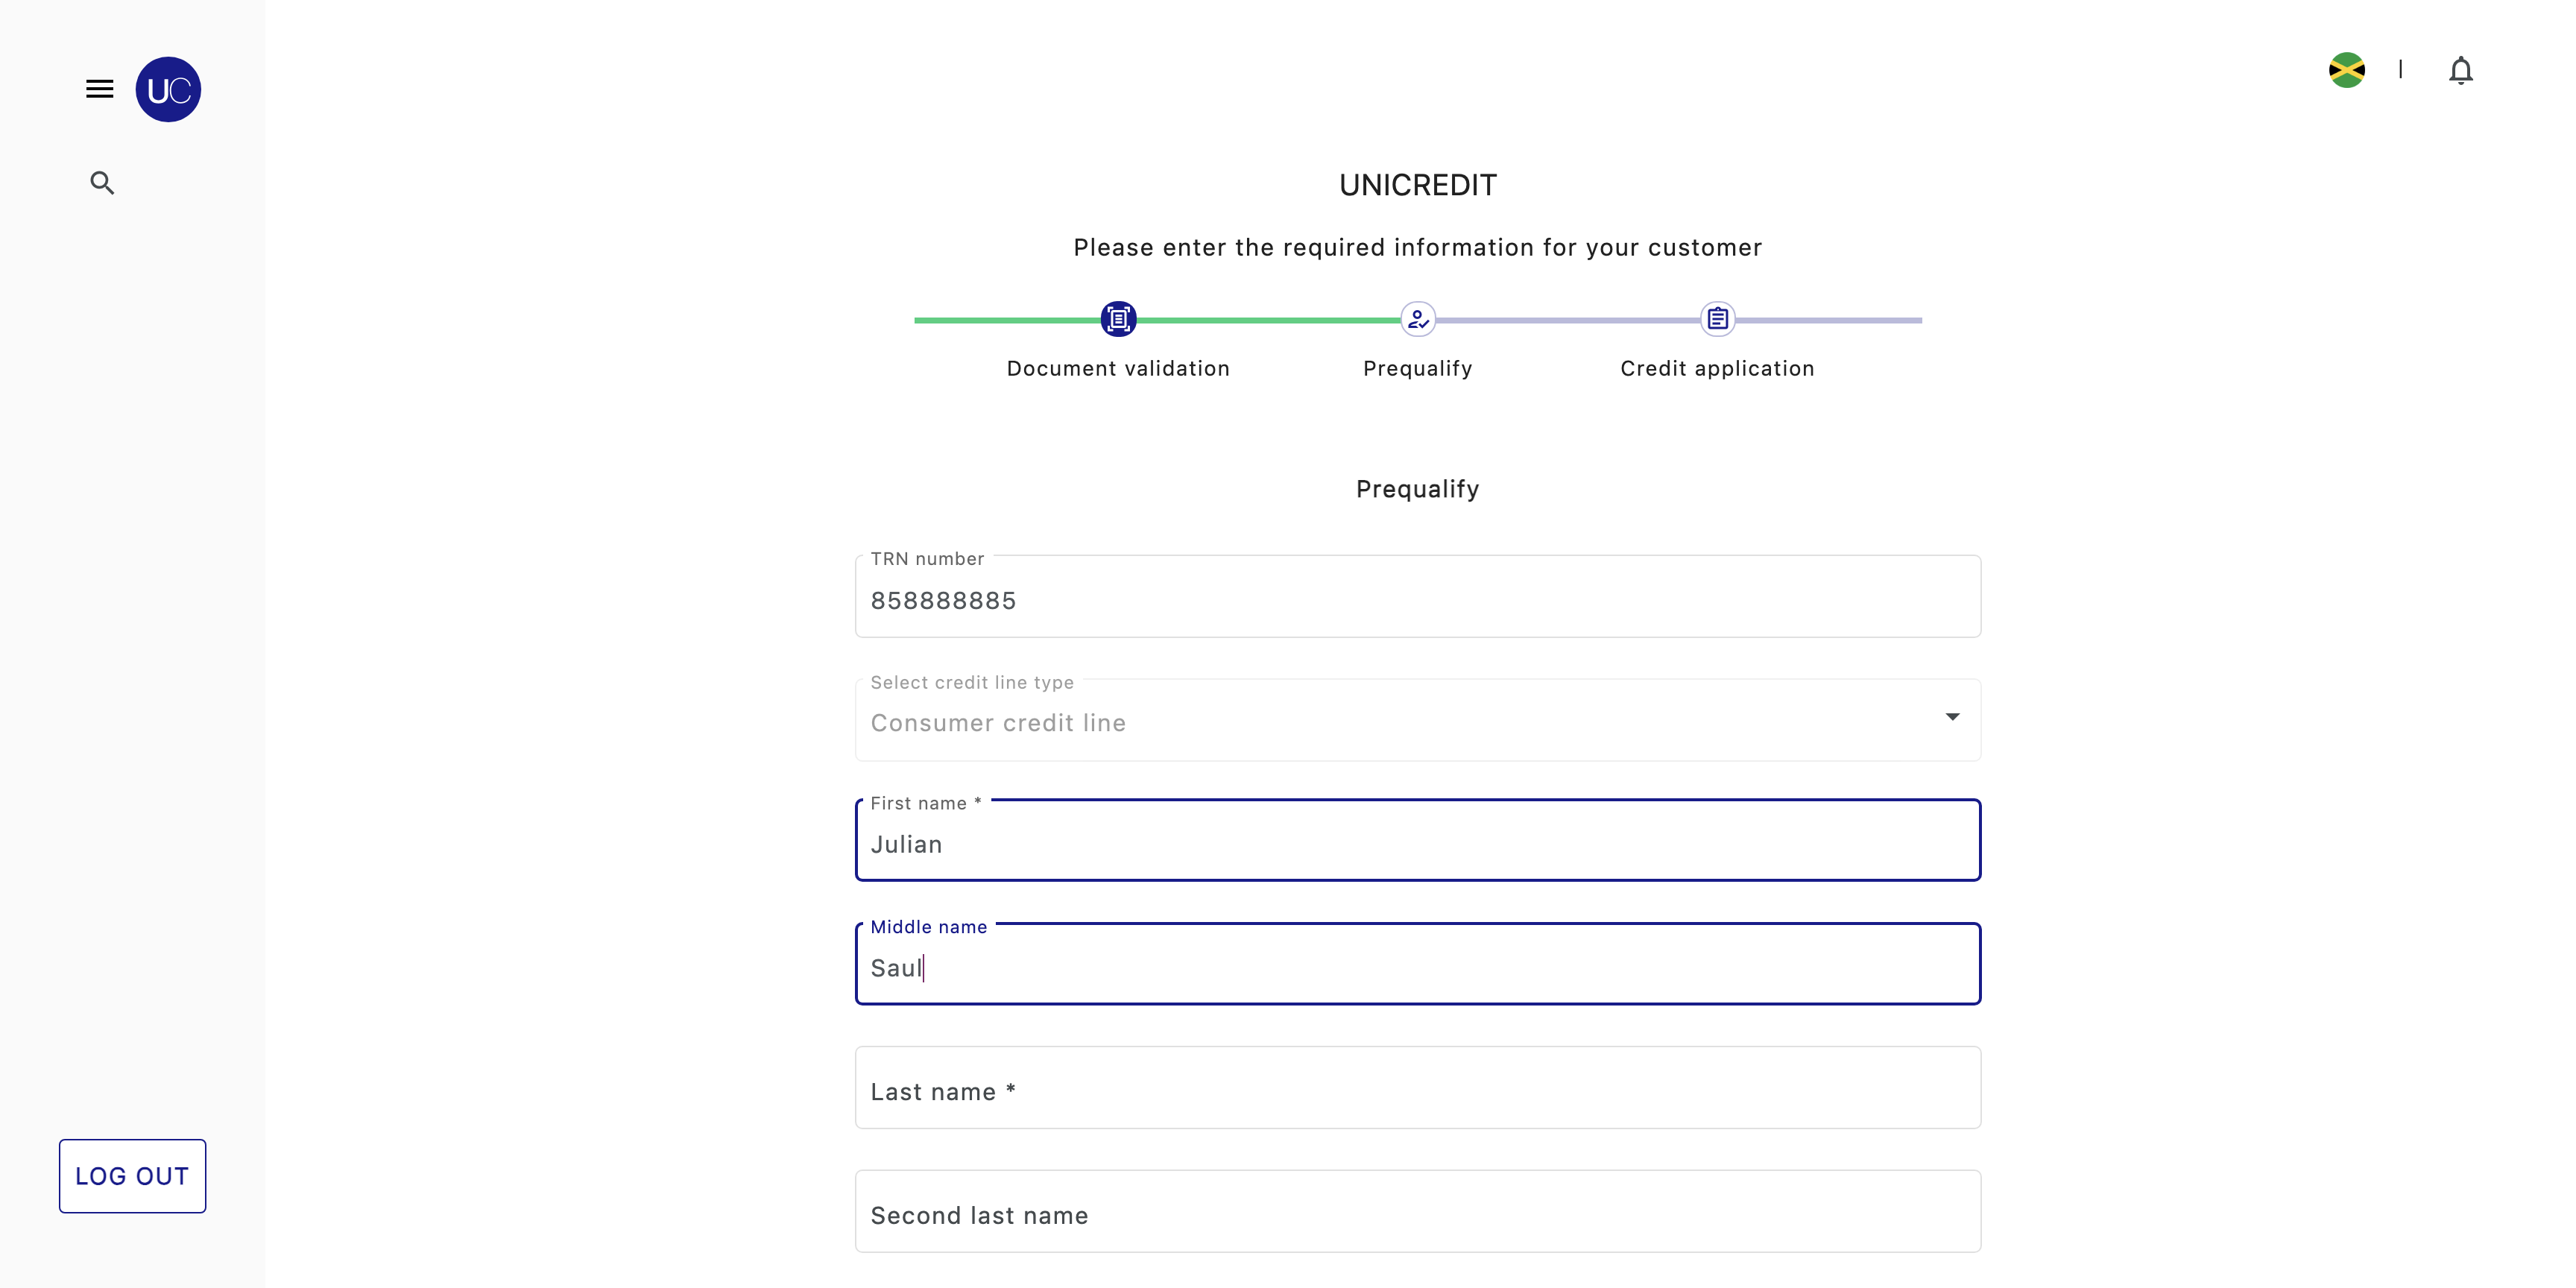 UC
UNICREDIT
Please enter the required information for your customer
Document validation
Prequalify
Credit application
Prequalify
TRN number
858888885
Select credit line type
Consumer credit line
First name *
Julian
Middle name
Saul
Last name *
Second last name
LOG OUT